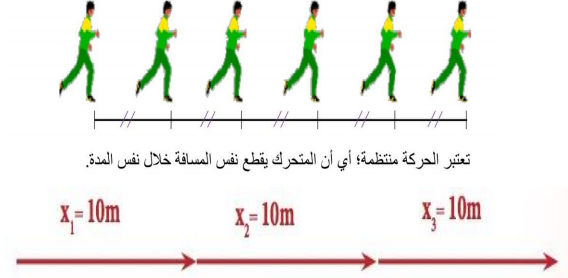 تعتبر الحركة منتظمة؛ أي أن المتحرك يقطع نفس المسافة خلال نفس المدة.
x₁= 10m
x₂= 10m
x₃= 10m